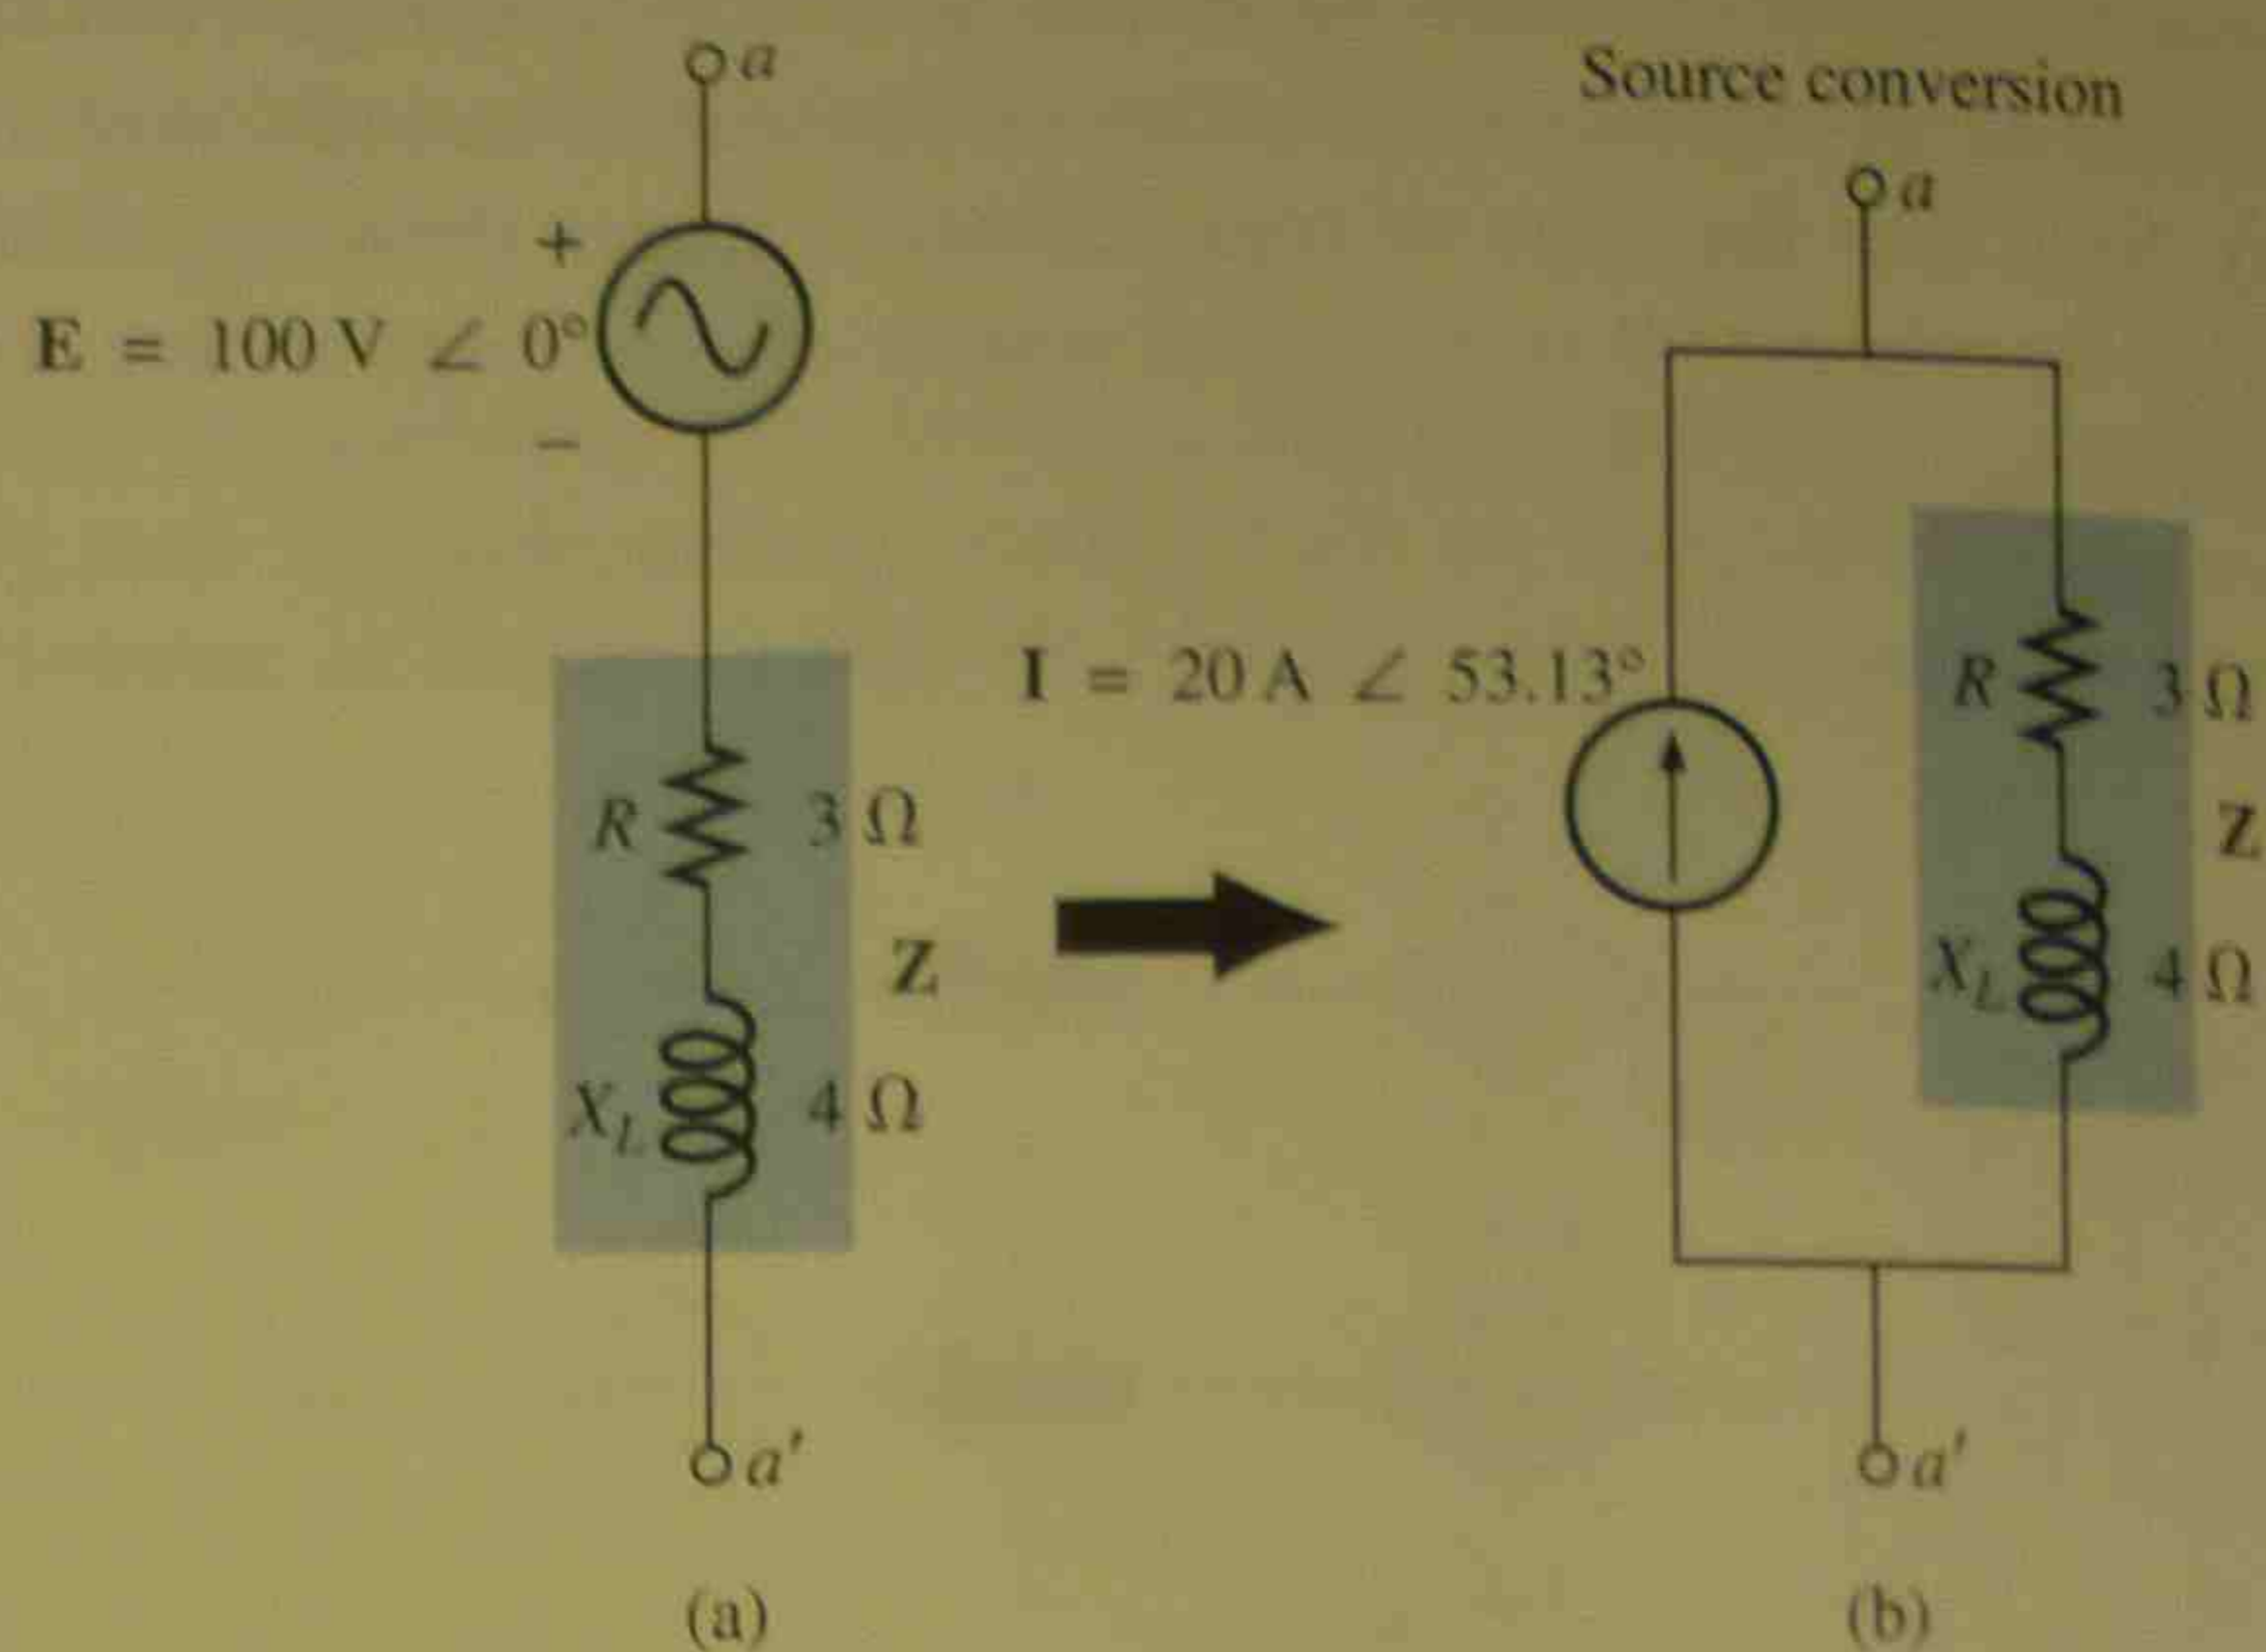 a
+
E = 100 V ∠ 0°
−
R 3 Ω
Z
X_L 4 Ω
a'
(a)
Source conversion
a
I = 20 A ∠ 53.13°
R 3 Ω
Z
X_L 4 Ω
a'
(b)